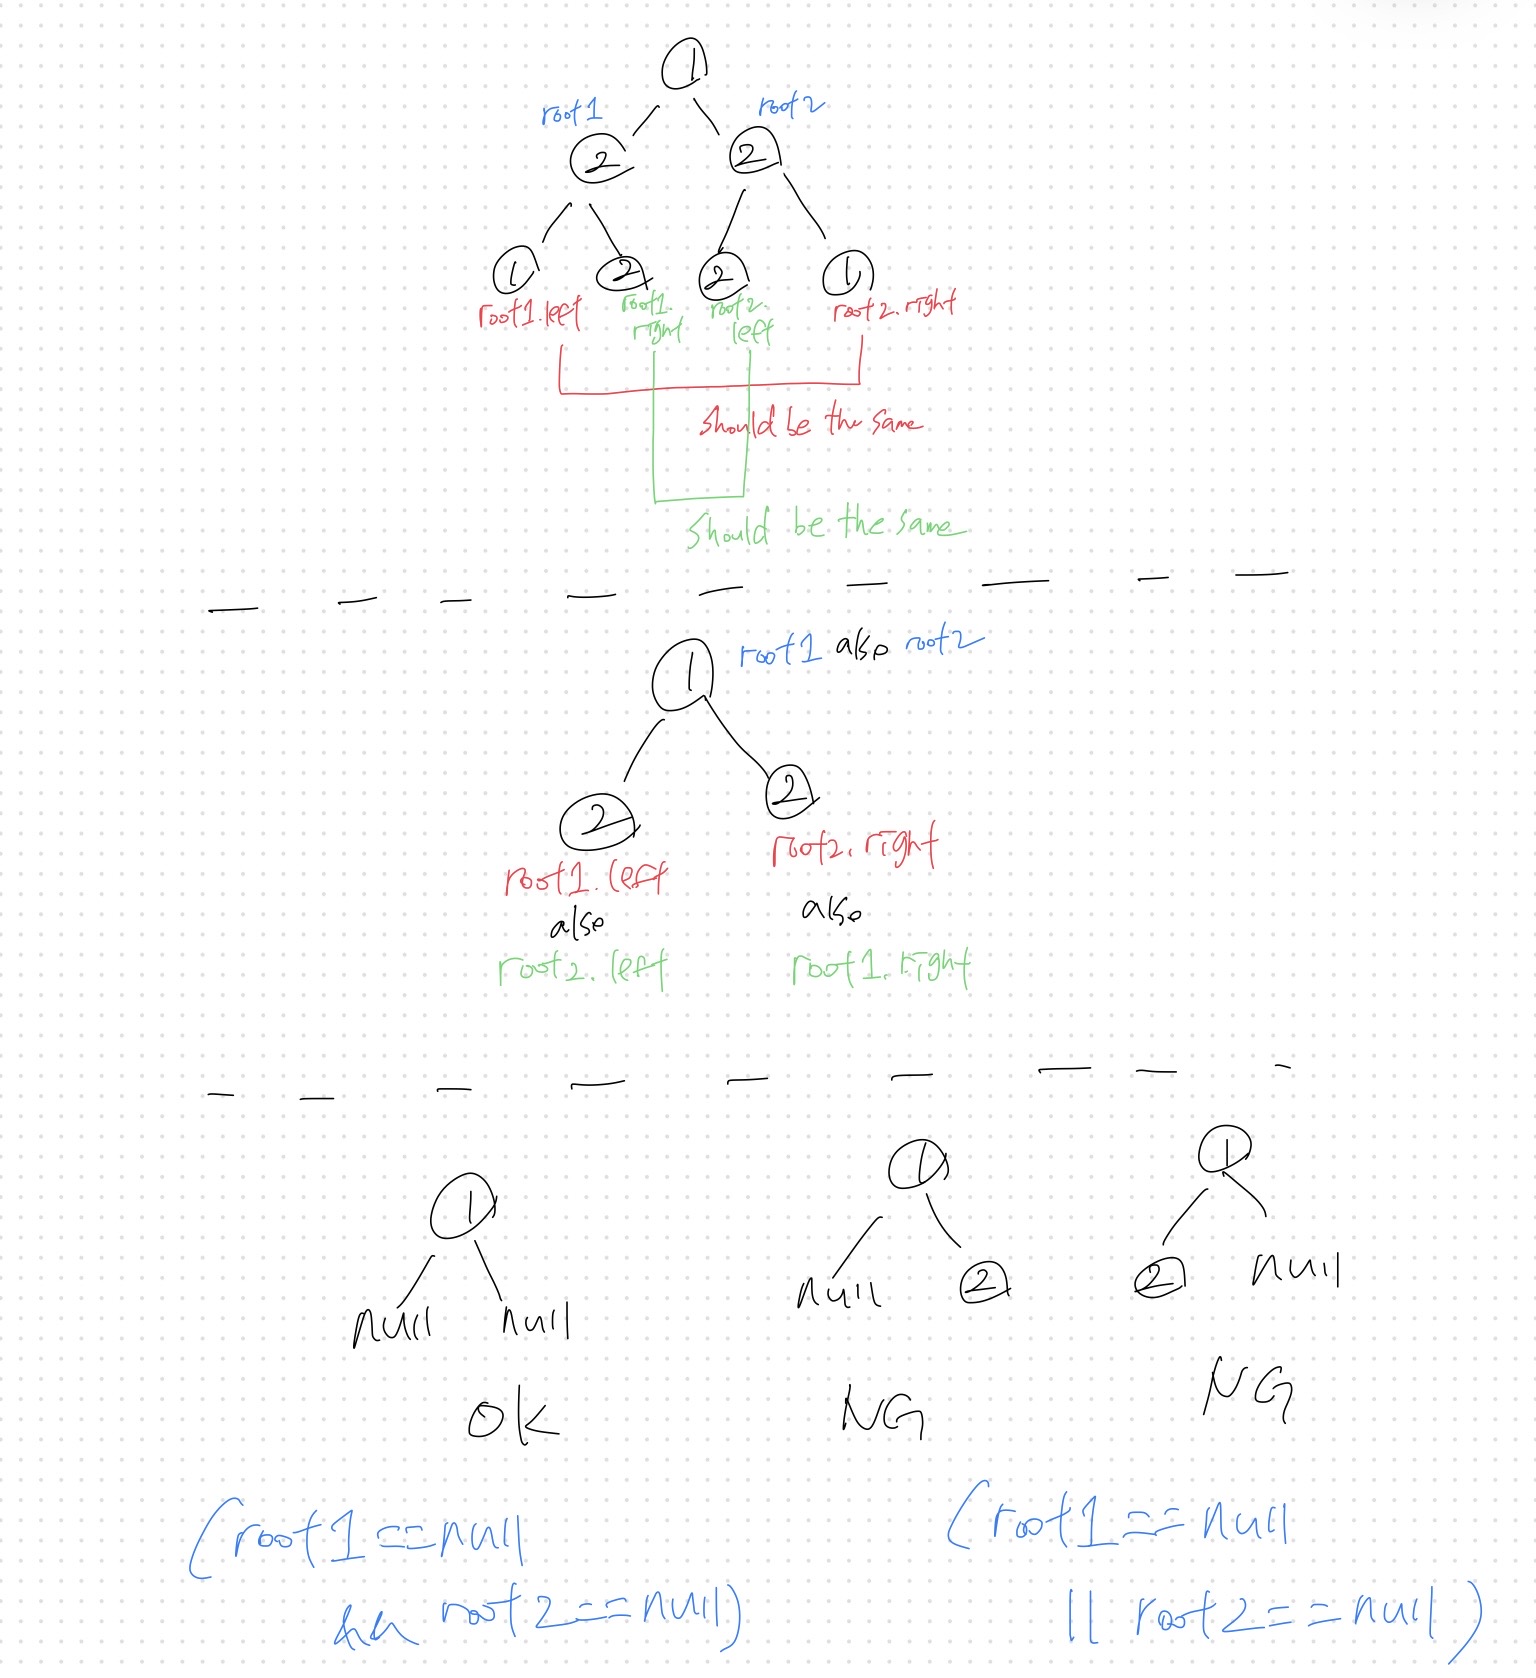 1
root1
root2
2
2
1
2
2
1
root1.left
root1.
right
root2.
left
root2.right
should be the same
should be the same
1
root1 also root2
2
2
root1.left
also
root2.left
root2.right
also
root1.right
1
null
null
OK
1
null
2
NG
1
2
null
NG
(root1==null
&& root2==null)
(root1==null
|| root2==null)